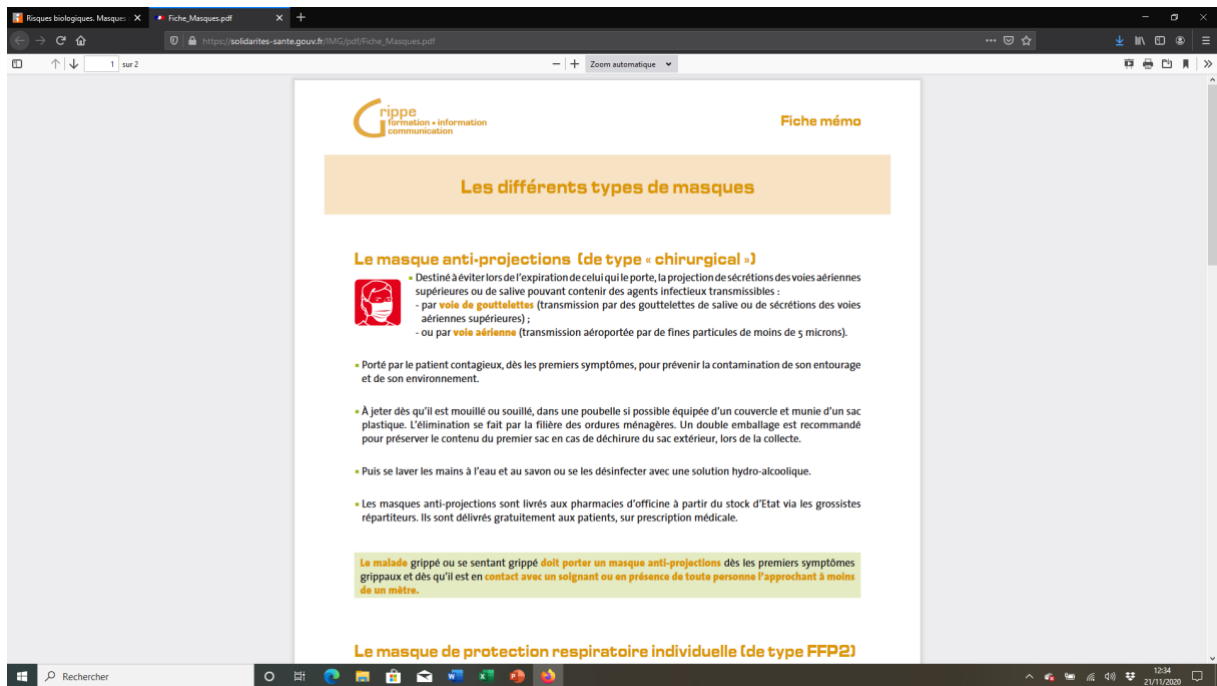 Risques biologiques. Masques
Fiche_Masques.pdf
https://solidarites-sante.gouv.fr/IMG/pdf/Fiche_Masques.pdf
1 sur 2
Zoom automatique
Grippe
formation • information
communication
Fiche mémo
Les différents types de masques
Le masque anti-projections (de type « chirurgical »)
• Destiné à éviter lors de l'expiration de celui qui le porte, la projection de sécrétions des voies aériennes
supérieures ou de salive pouvant contenir des agents infectieux transmissibles :
- par voie de gouttelettes (transmission par des gouttelettes de salive ou de sécrétions des voies
aériennes supérieures) ;
- ou par voie aérienne (transmission aéroportée par de fines particules de moins de 5 microns).
• Porté par le patient contagieux, dès les premiers symptômes, pour prévenir la contamination de son entourage
et de son environnement.
• À jeter dès qu'il est mouillé ou souillé, dans une poubelle si possible équipée d'un couvercle et munie d'un sac
plastique. L'élimination se fait par la filière des ordures ménagères. Un double emballage est recommandé
pour préserver le contenu du premier sac en cas de déchirure du sac extérieur, lors de la collecte.
• Puis se laver les mains à l'eau et au savon ou se les désinfecter avec une solution hydro-alcoolique.
• Les masques anti-projections sont livrés aux pharmacies d'officine à partir du stock d'Etat via les grossistes
répartiteurs. Ils sont délivrés gratuitement aux patients, sur prescription médicale.
Le malade grippé ou se sentant grippé doit porter un masque anti-projections dès les premiers symptômes
grippaux et dès qu'il est en contact avec un soignant ou en présence de toute personne l'approchant à moins
de un mètre.
Le masque de protection respiratoire individuelle (de type FFP2)
Rechercher
12:34
21/11/2020